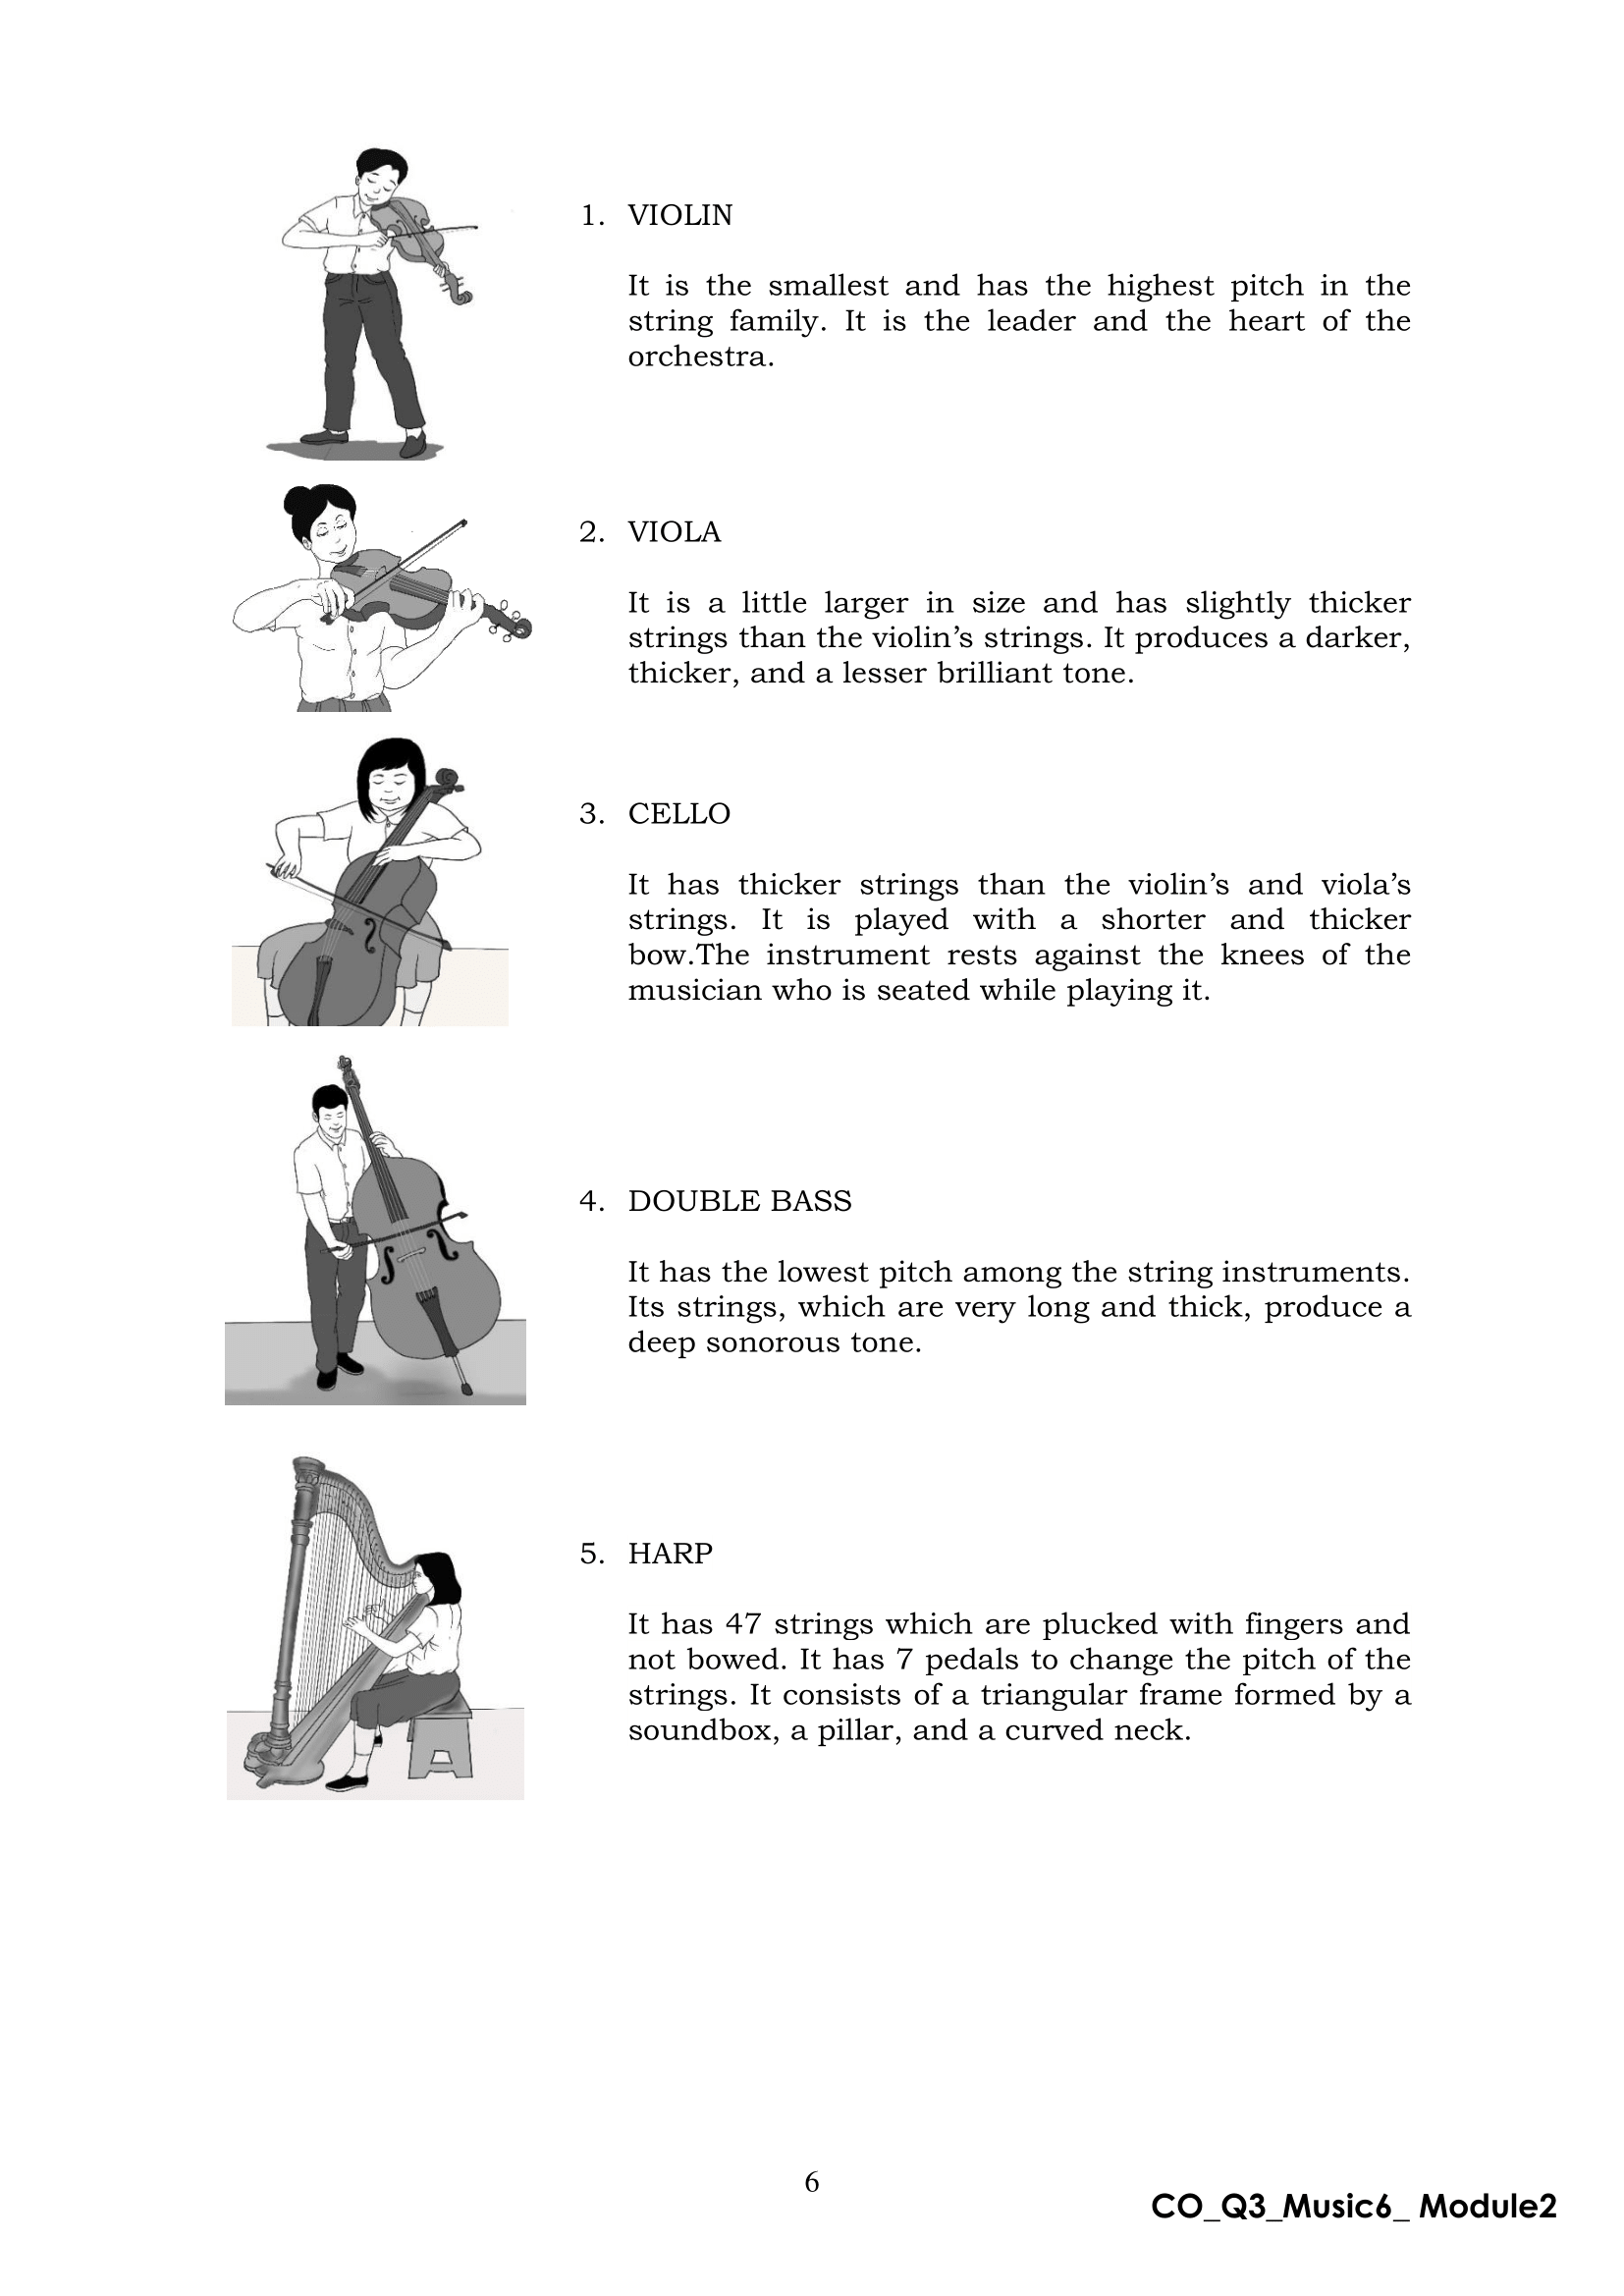 1. VIOLIN
It is the smallest and has the highest pitch in the
string family. It is the leader and the heart of the
orchestra.
2. VIOLA
It is a little larger in size and has slightly thicker
strings than the violin’s strings. It produces a darker,
thicker, and a lesser brilliant tone.
3. CELLO
It has thicker strings than the violin’s and viola’s
strings. It is played with a shorter and thicker
bow.The instrument rests against the knees of the
musician who is seated while playing it.
4. DOUBLE BASS
It has the lowest pitch among the string instruments.
Its strings, which are very long and thick, produce a
deep sonorous tone.
5. HARP
It has 47 strings which are plucked with fingers and
not bowed. It has 7 pedals to change the pitch of the
strings. It consists of a triangular frame formed by a
soundbox, a pillar, and a curved neck.
6
CO_Q3_Music6_ Module2